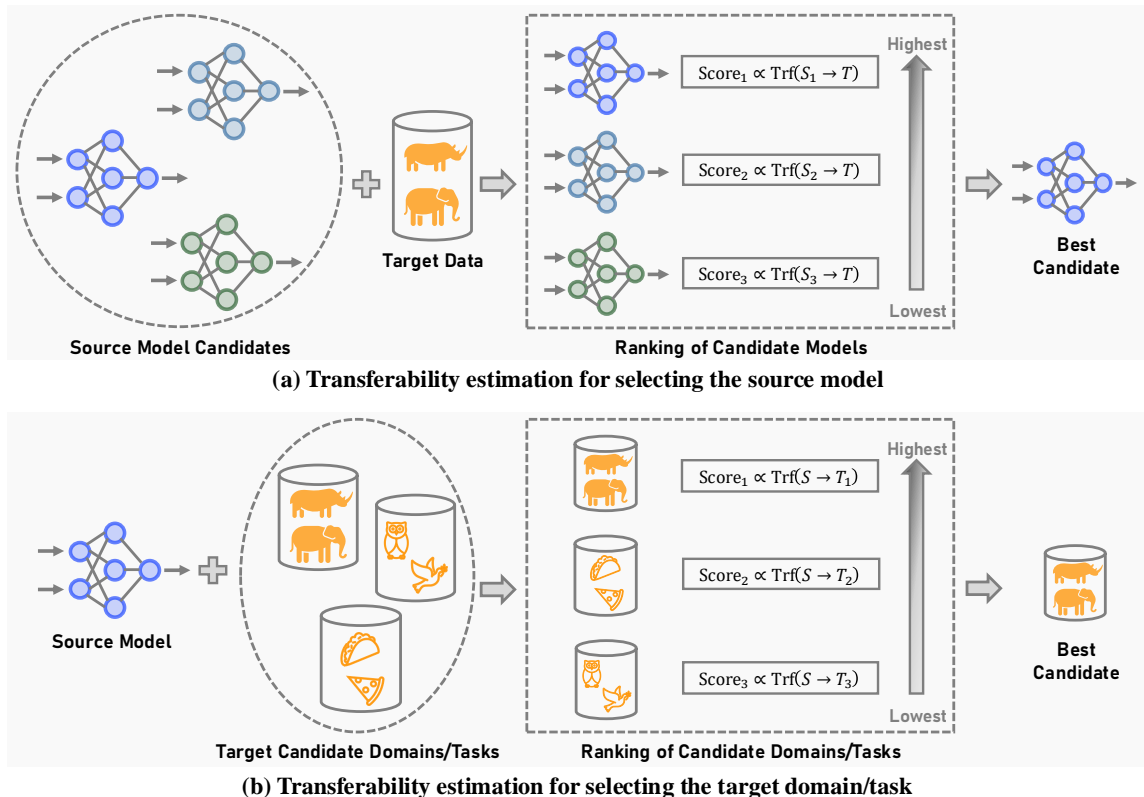 Highest
Score₁ ∝ Trf(S₁ → T)
Score₂ ∝ Trf(S₂ → T)
Score₃ ∝ Trf(S₃ → T)
Lowest
Target Data
Best
Candidate
Source Model Candidates
Ranking of Candidate Models
(a) Transferability estimation for selecting the source model
Highest
Score₁ ∝ Trf(S → T₁)
Score₂ ∝ Trf(S → T₂)
Score₃ ∝ Trf(S → T₃)
Lowest
Source Model
Best
Candidate
Target Candidate Domains/Tasks
Ranking of Candidate Domains/Tasks
(b) Transferability estimation for selecting the target domain/task